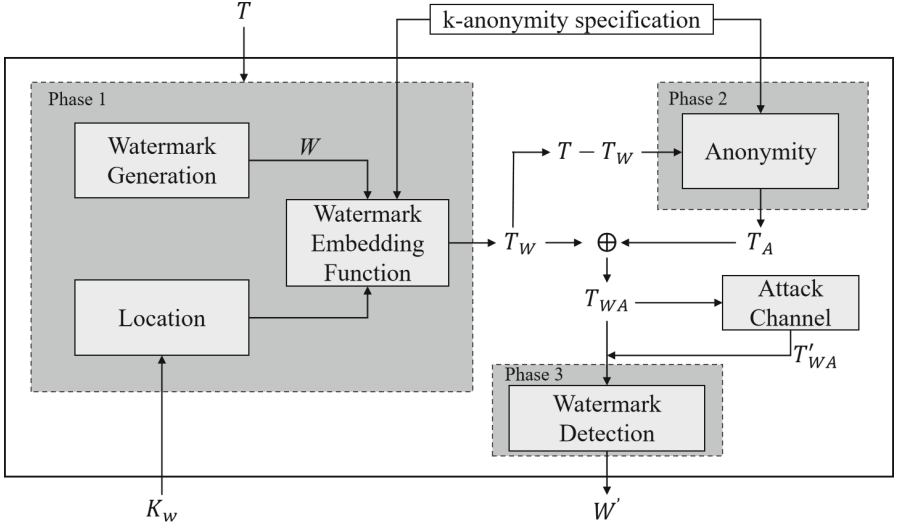 T
k-anonymity specification
Phase 1
Phase 2
Watermark
Generation
W
T − T_W
Anonymity
Watermark
Embedding
Function
T_W
⊕
T_A
Location
T_WA
Attack
Channel
T'_WA
Phase 3
Watermark
Detection
K_w
W'